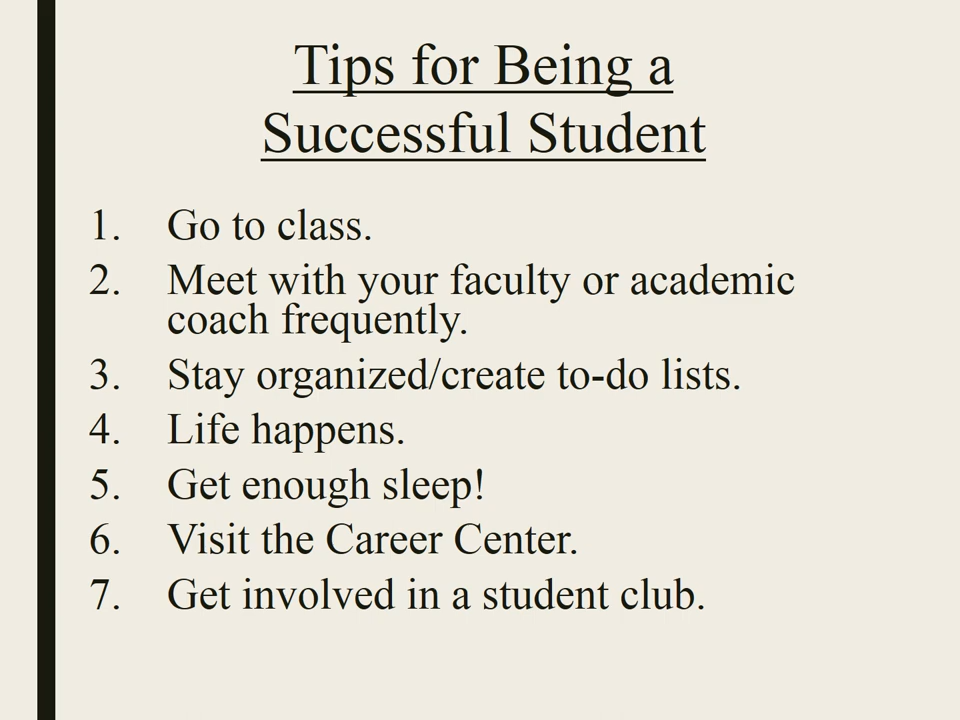 Tips for Being a
Successful Student
1. Go to class.
2. Meet with your faculty or academic
coach frequently.
3. Stay organized/create to-do lists.
4. Life happens.
5. Get enough sleep!
6. Visit the Career Center.
7. Get involved in a student club.